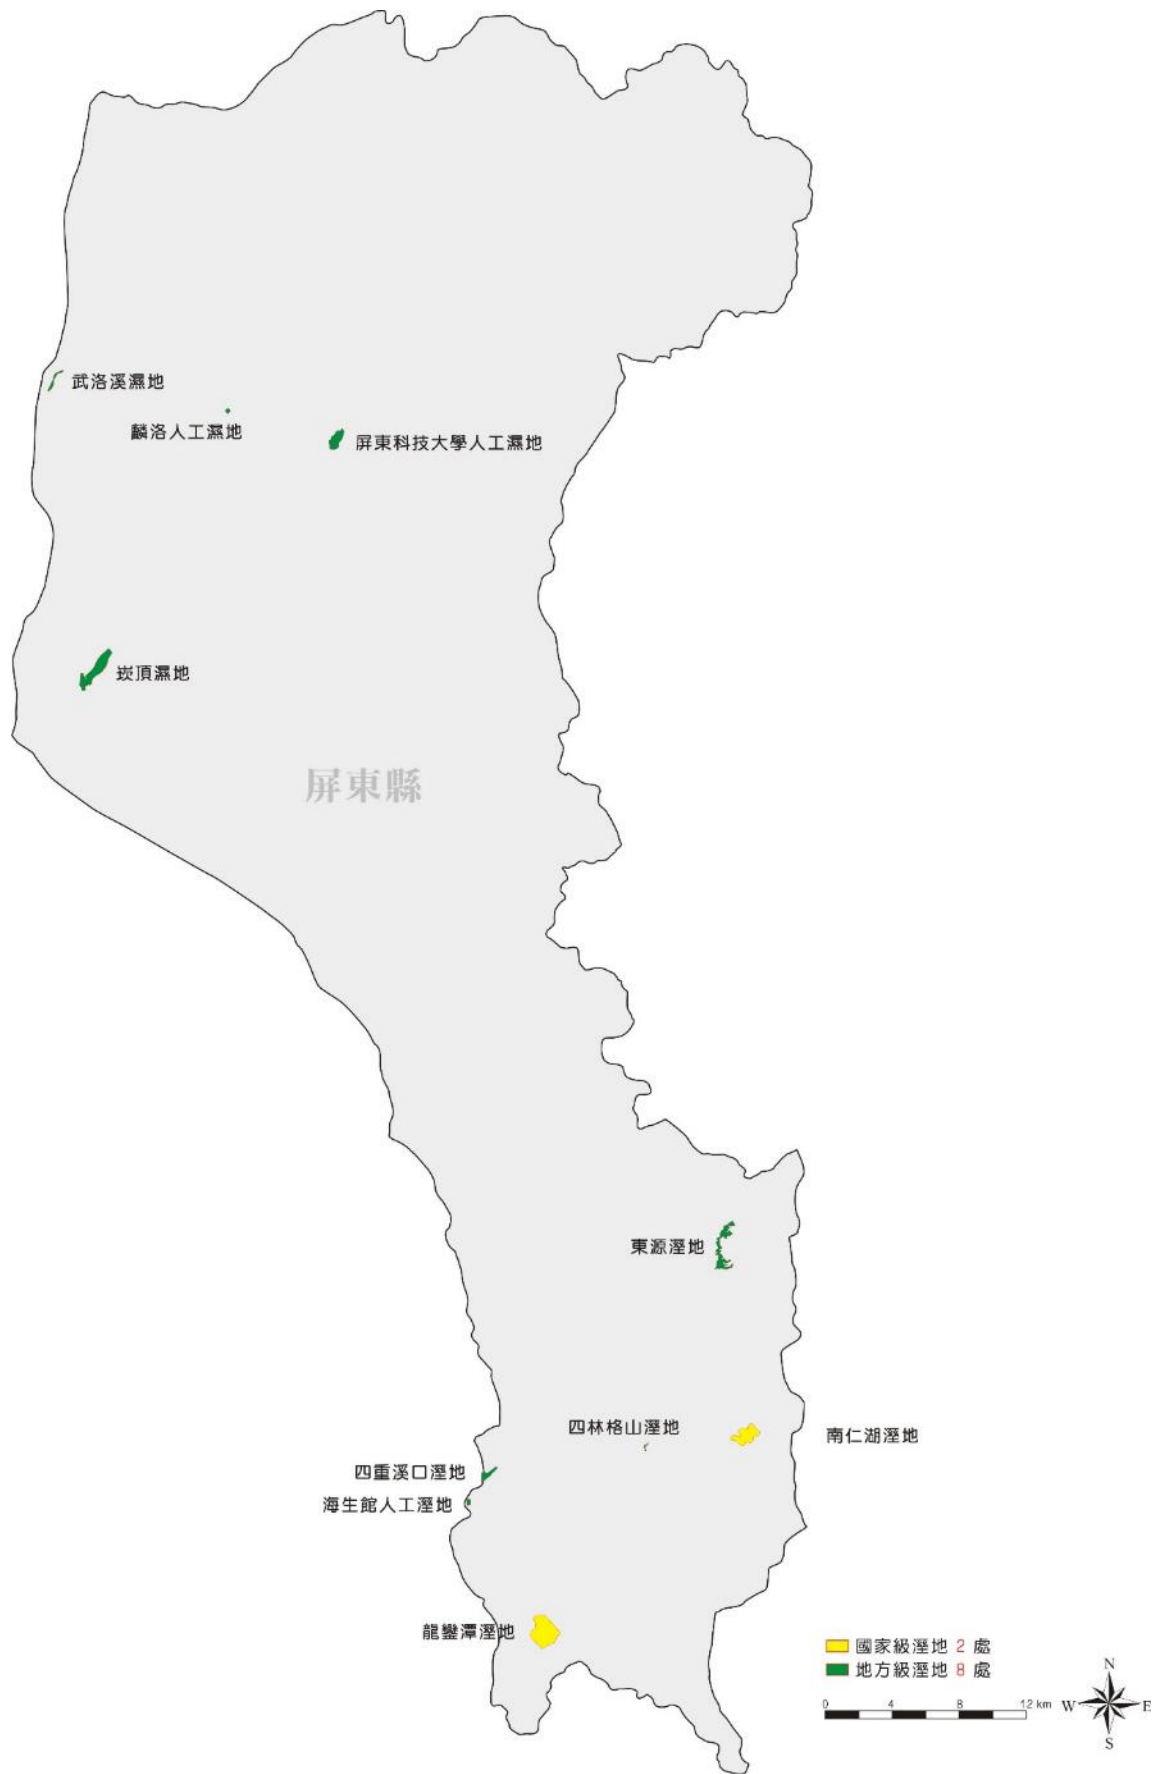 武洛溪濕地
麟洛人工濕地
屏東科技大學人工濕地
崁頂濕地
屏東縣
東源溼地
四林格山溼地
南仁湖溼地
四重溪口溼地
海生館人工溼地
龍鑾潭溼地
國家級溼地 2 處
地方級溼地 8 處
0 4 8 12 km
N
W E
S